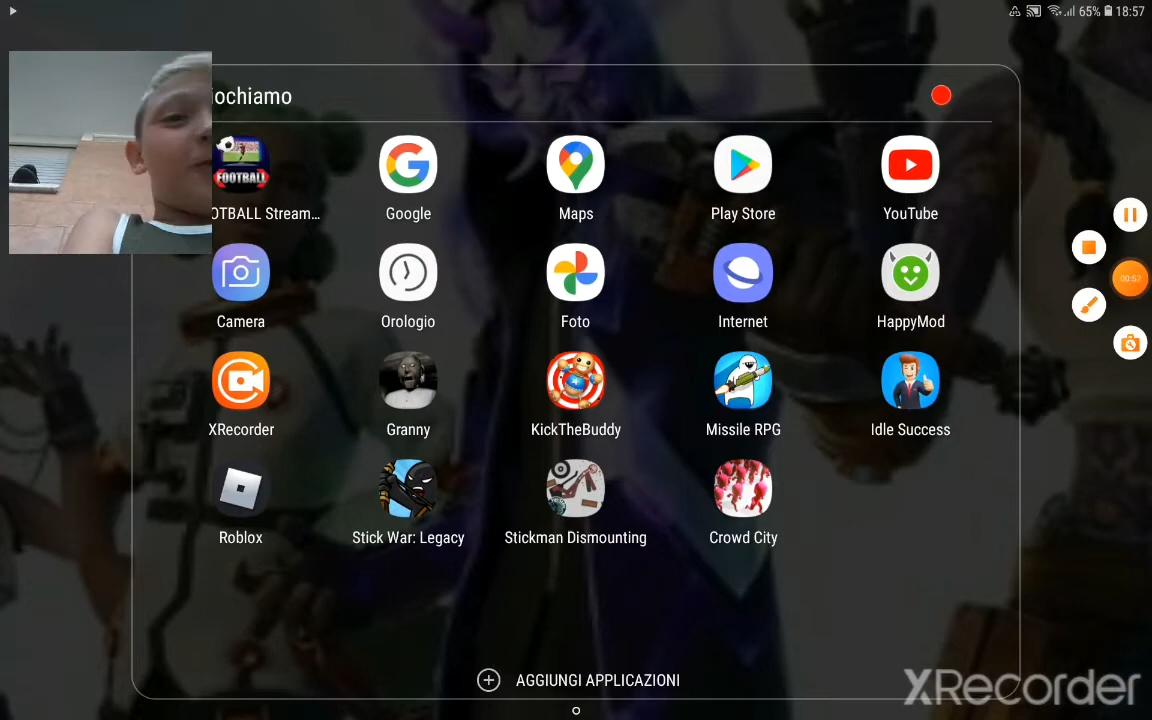 65% 18:57
iochiamo
FOOTBALL
OTBALL Stream...
Google
Maps
Play Store
YouTube
Camera
Orologio
Foto
Internet
HappyMod
XRecorder
Granny
KickTheBuddy
Missile RPG
Idle Success
Roblox
Stick War: Legacy
Stickman Dismounting
Crowd City
AGGIUNGI APPLICAZIONI
XRecorder